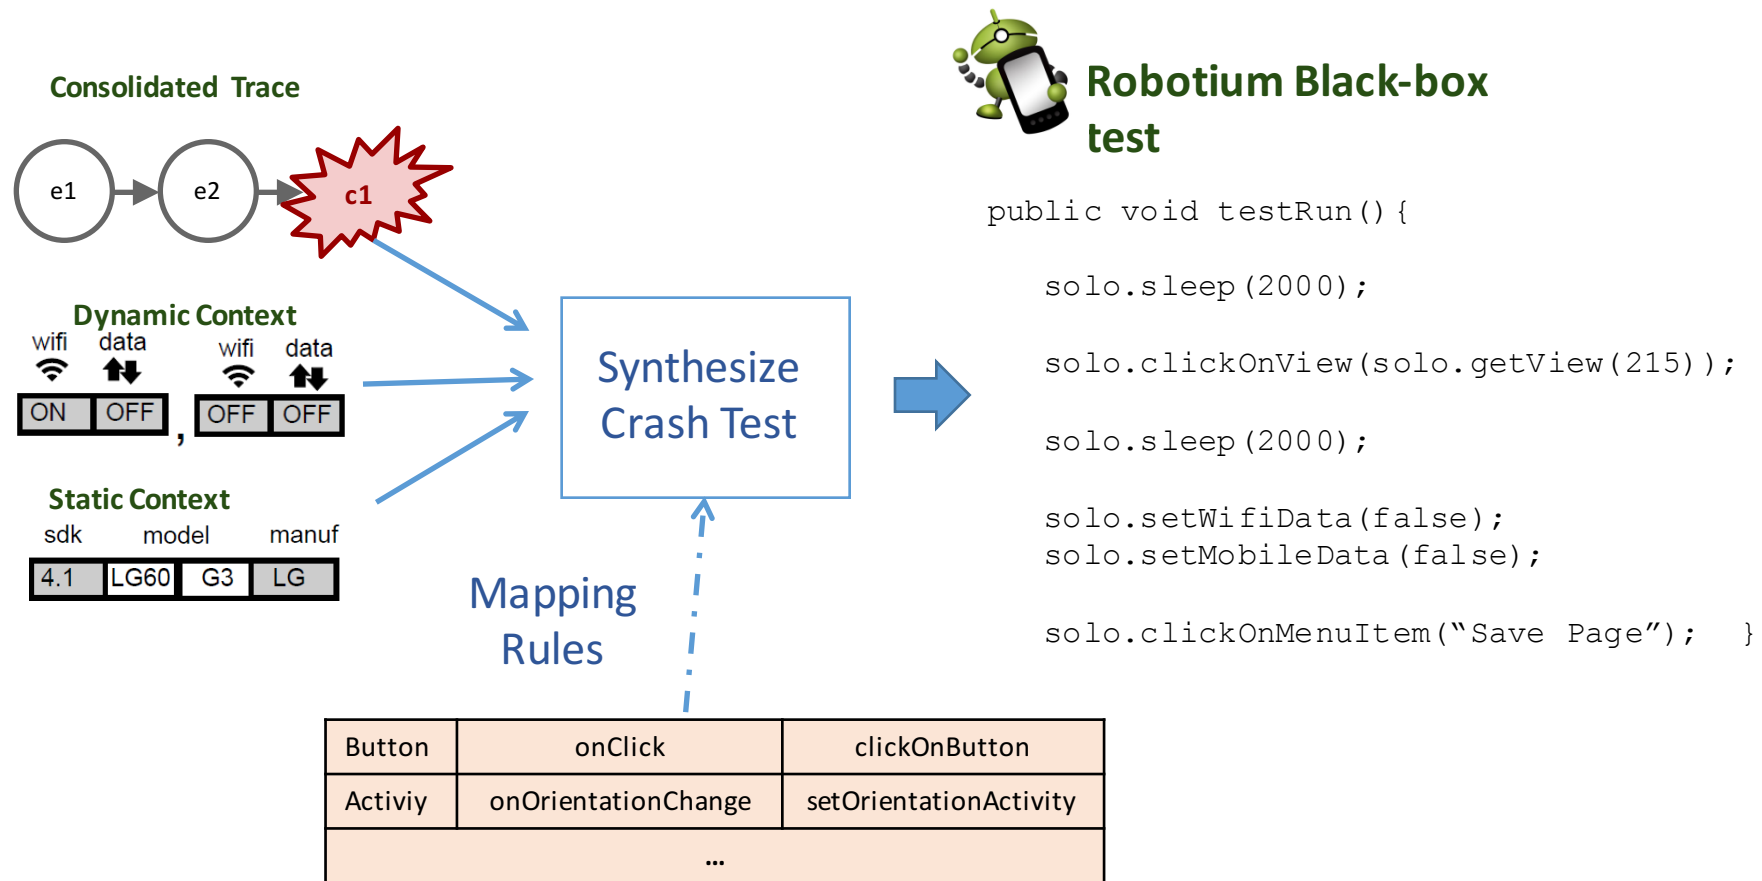 Consolidated Trace
e1
e2
c1
Dynamic Context
wifi data
wifi data
ON OFF , OFF OFF
Static Context
sdk model manuf
4.1 LG60 G3 LG
Synthesize
Crash Test
Mapping
Rules
Button onClick clickOnButton
Activiy onOrientationChange setOrientationActivity
...
Robotium Black-box
test
public void testRun(){
solo.sleep(2000);
solo.clickOnView(solo.getView(215));
solo.sleep(2000);
solo.setWifiData(false);
solo.setMobileData(false);
solo.clickOnMenuItem(“Save Page”); }